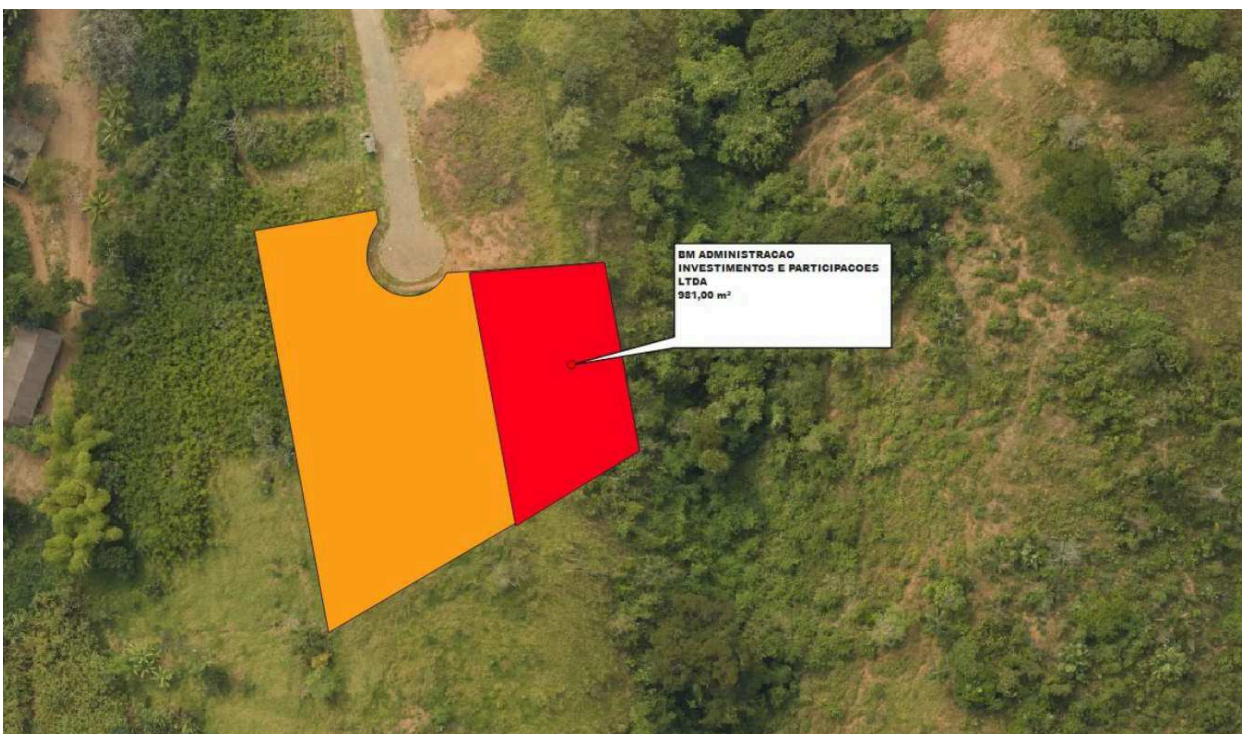 BM ADMINISTRACAO
INVESTIMENTOS E PARTICIPACOES
LTDA
981,00 m²